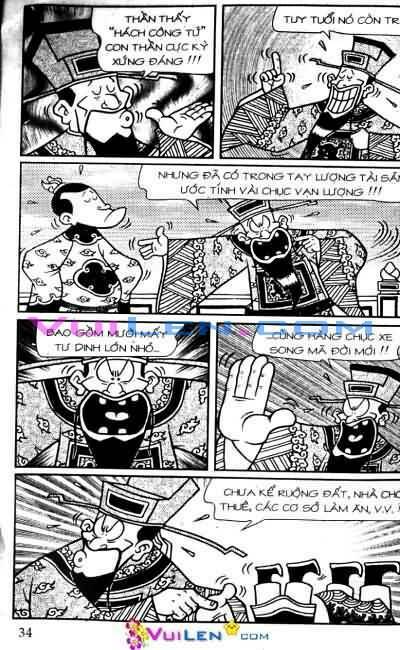 THẦN THẤY
"HÁCH CÔNG TỬ"
CON THẦN CỰC KỲ
XỨNG ĐÁNG !!!
TUY TUỔI NÓ CÒN TR
NHƯNG ĐÃ CÓ TRONG TAY LƯỢNG TÀI SẢN
ƯỚC TÍNH VÀI CHỤC VẠN LƯỢNG !!!
BAO GỒM MƯỜI MẤY
TƯ DINH LỚN NHỎ...
...CÙNG HÀNG CHỤC XE
SONG MÃ ĐỜI MỚI !!
VUILEN.COM
CHƯA KỂ RUỘNG ĐẤT, NHÀ CHO
THUÊ, CÁC CƠ SỞ LÀM ĂN, V.V.
34
VUILEN.COM